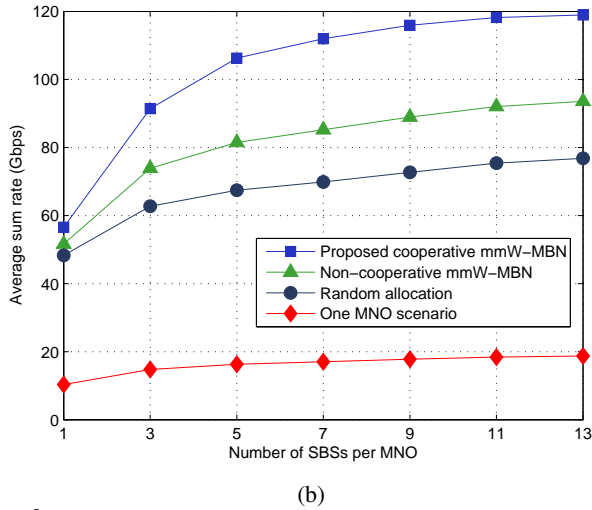 120
100
80
60
40
20
0
Average sum rate (Gbps)
Proposed cooperative mmW−MBN
Non−cooperative mmW−MBN
Random allocation
One MNO scenario
1 3 5 7 9 11 13
Number of SBSs per MNO
(b)